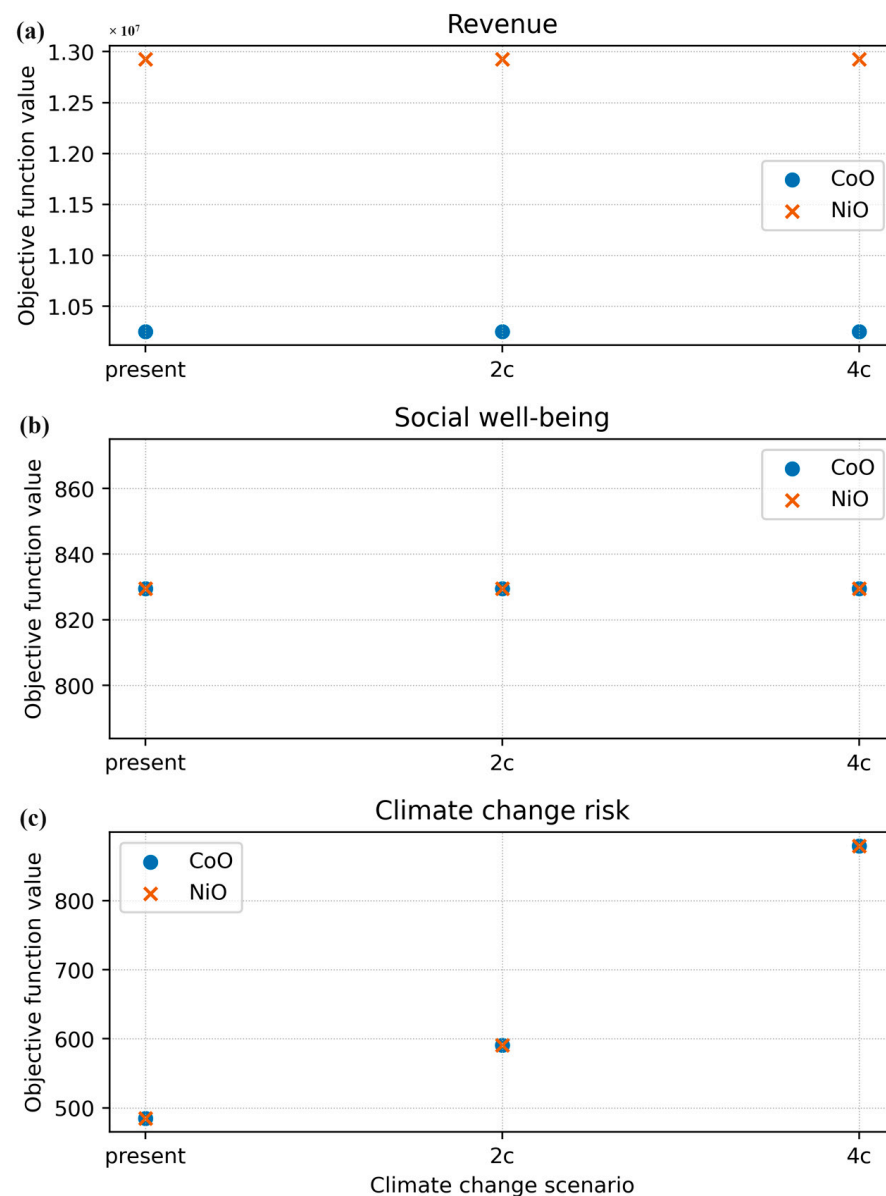 (a)
× 10⁷
Revenue
Objective function value
1.30
1.25
1.20
1.15
1.10
1.05
CoO
NiO
present
2c
4c
(b)
Social well-being
Objective function value
860
840
820
800
CoO
NiO
present
2c
4c
(c)
Climate change risk
Objective function value
800
700
600
500
CoO
NiO
present
2c
4c
Climate change scenario